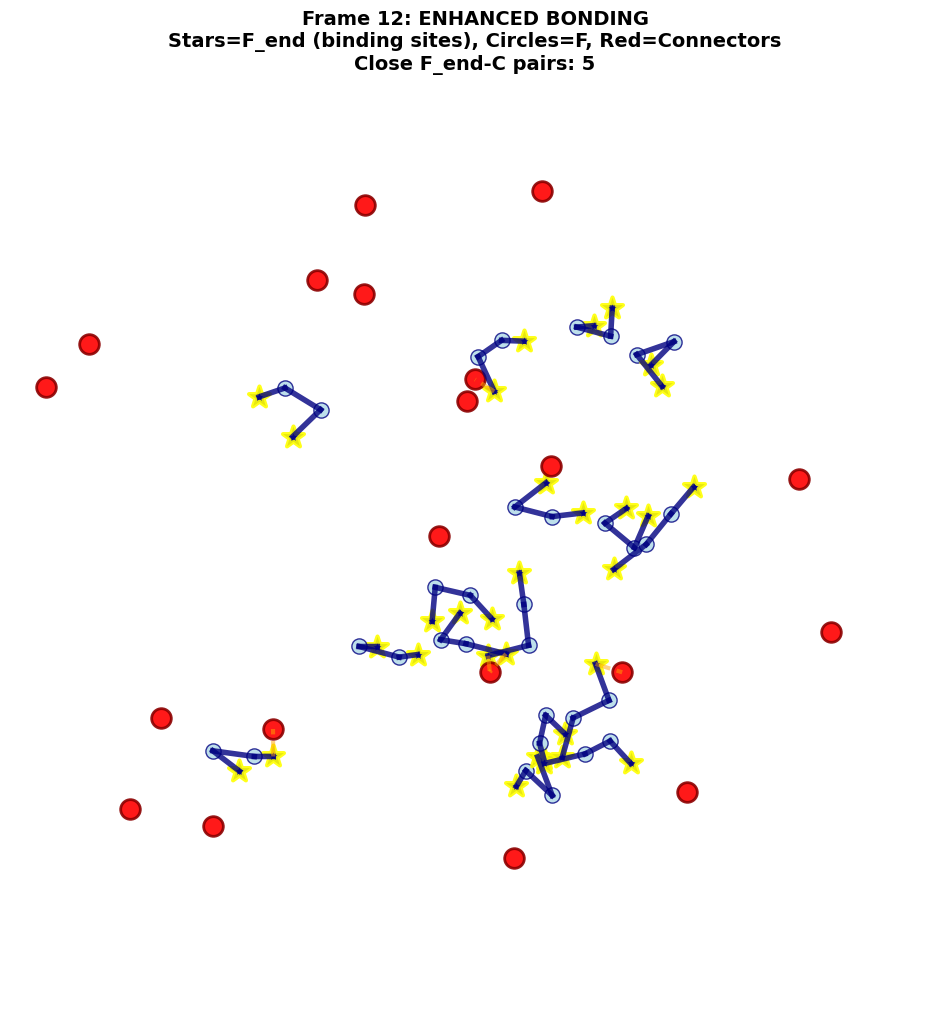 Frame 12: ENHANCED BONDING
Stars=F_end (binding sites), Circles=F, Red=Connectors
Close F_end-C pairs: 5